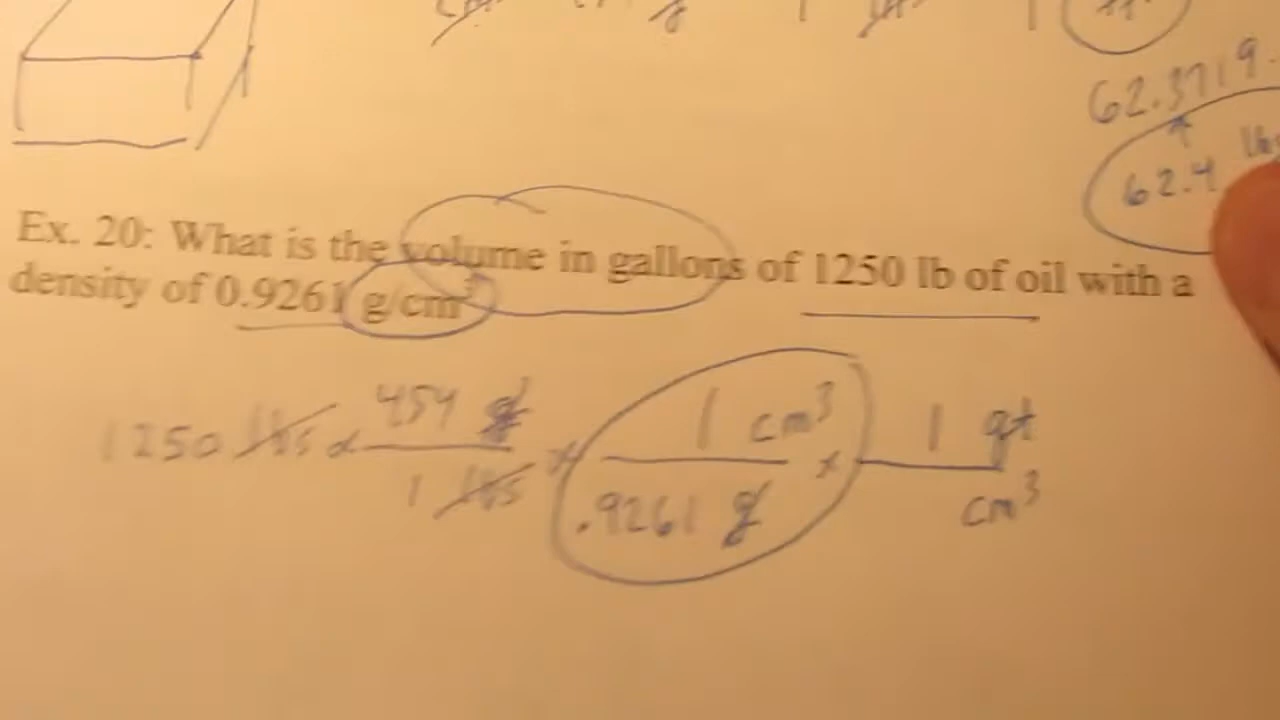 62.3719.
62.4 lbs
Ex. 20: What is the volume in gallons of 1250 lb of oil with a
density of 0.9261 g/cm³
1250 lbs x 454 g / 1 lbs x 1 cm³ / .9261 g x 1 qt / cm³